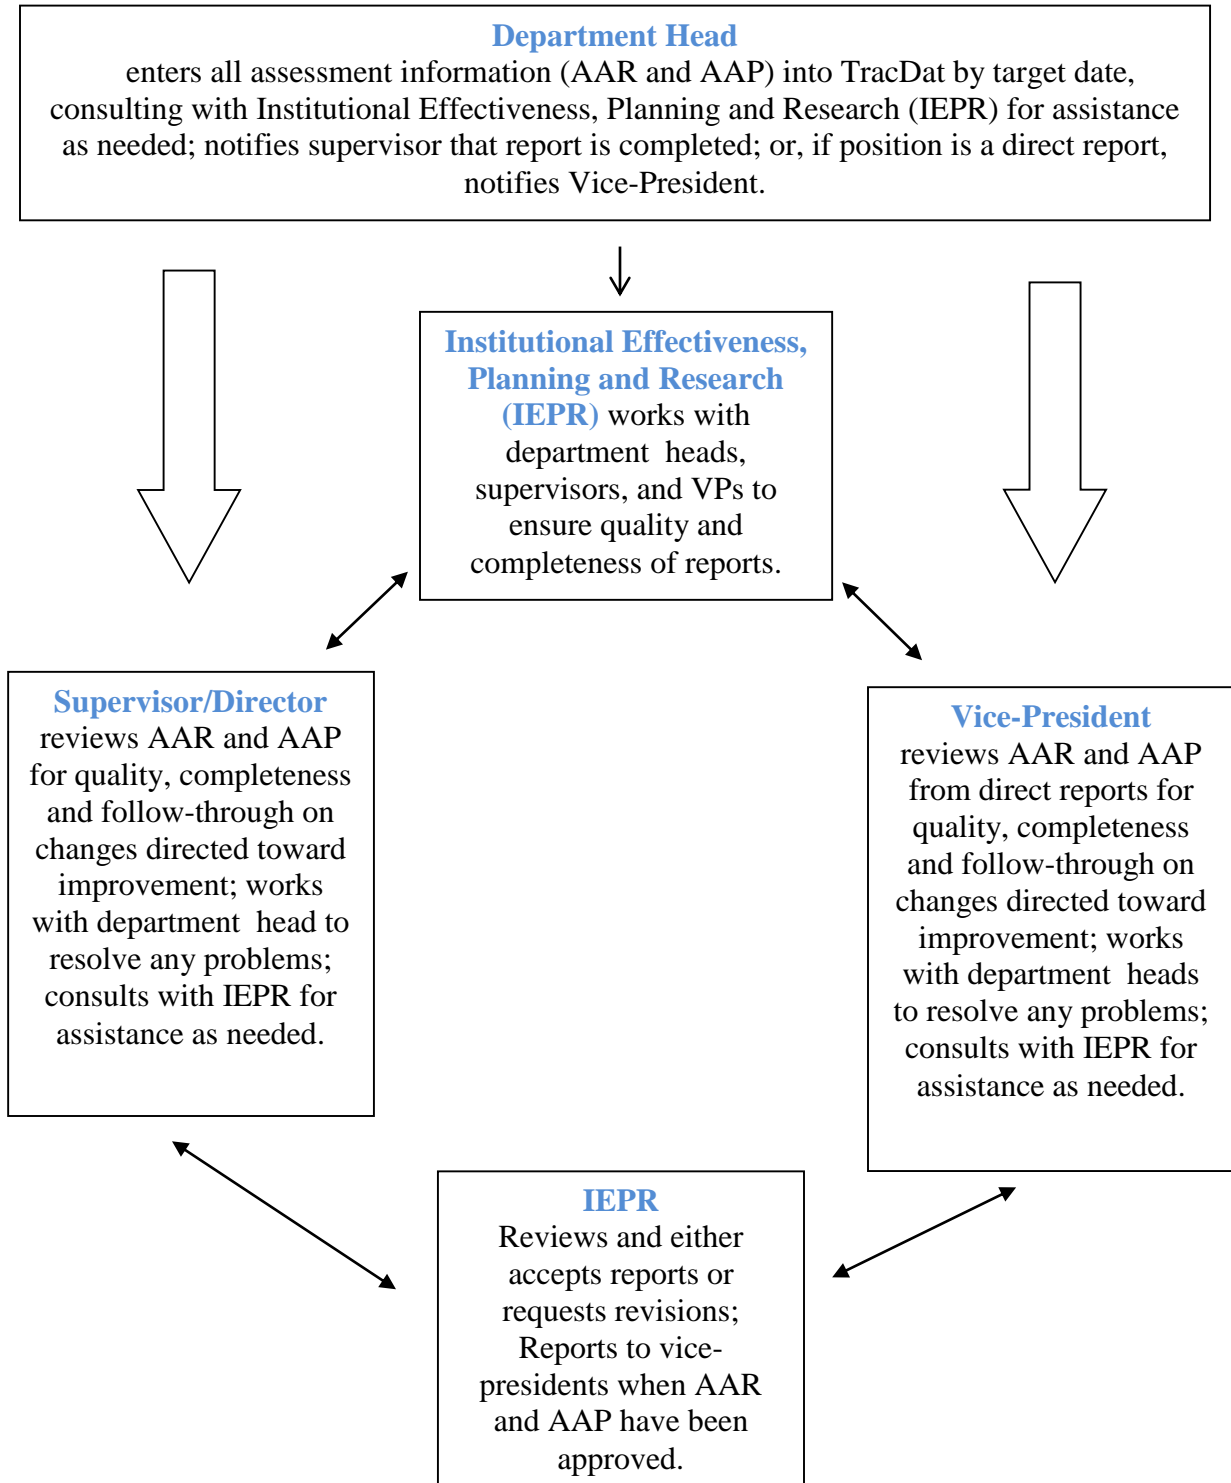 Department Head
enters all assessment information (AAR and AAP) into TracDat by target date,
consulting with Institutional Effectiveness, Planning and Research (IEPR) for assistance
as needed; notifies supervisor that report is completed; or, if position is a direct report,
notifies Vice-President.
Institutional Effectiveness,
Planning and Research
(IEPR) works with
department heads,
supervisors, and VPs to
ensure quality and
completeness of reports.
Supervisor/Director
reviews AAR and AAP
for quality, completeness
and follow-through on
changes directed toward
improvement; works
with department head to
resolve any problems;
consults with IEPR for
assistance as needed.
Vice-President
reviews AAR and AAP
from direct reports for
quality, completeness
and follow-through on
changes directed toward
improvement; works
with department heads
to resolve any problems;
consults with IEPR for
assistance as needed.
IEPR
Reviews and either
accepts reports or
requests revisions;
Reports to vice-
presidents when AAR
and AAP have been
approved.